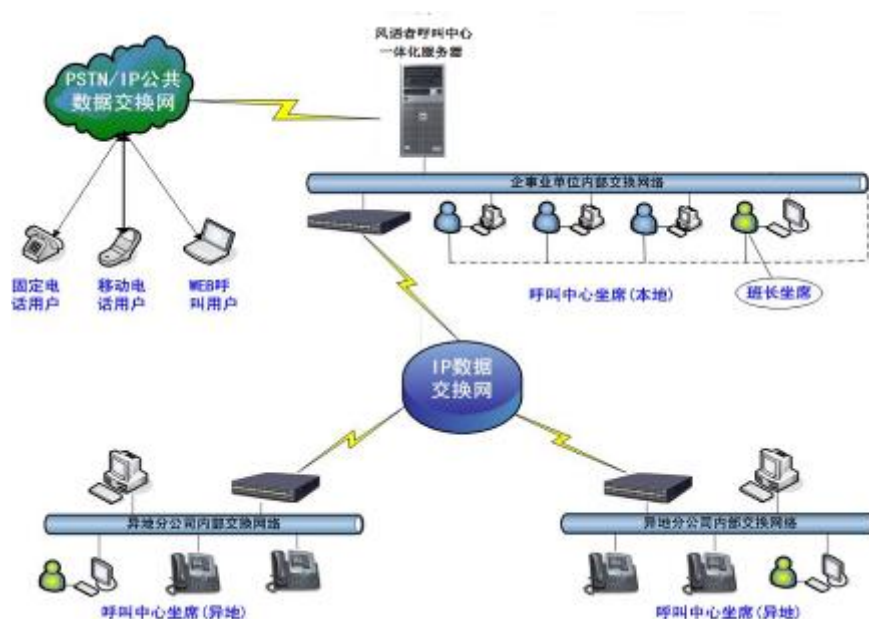 风语者呼叫中心
一体化服务器
PSTN/IP公共
数据交换网
企事业单位内部交换网络
固定电
话用户
移动电
话用户
WEB呼
叫用户
呼叫中心坐席(本地)
班长坐席
IP数据
交换网
异地分公司内部交换网络
异地分公司内部交换网络
呼叫中心坐席(异地)
呼叫中心坐席(异地)